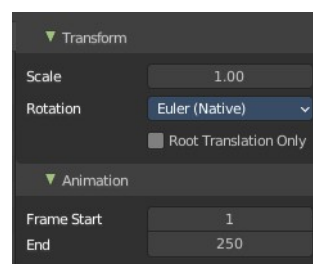 Transform
Scale 1.00
Rotation Euler (Native)
Root Translation Only
Animation
Frame Start 1
End 250